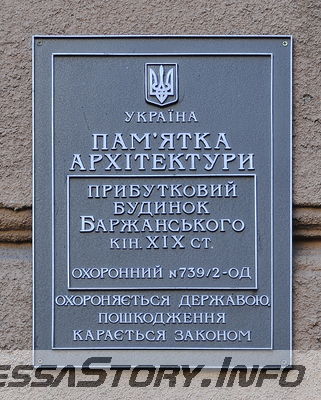 УКРАЇНА
ПАМ'ЯТКА
АРХІТЕКТУРИ
ПРИБУТКОВИЙ
БУДИНОК
БАРЖАНСЬКОГО
КІН. XIX СТ.
ОХОРОННИЙ N739/2-ОД
ОХОРОНЯЄТЬСЯ ДЕРЖАВОЮ,
ПОШКОДЖЕННЯ
КАРАЄТЬСЯ ЗАКОНОМ
ESSASTORY.INFO